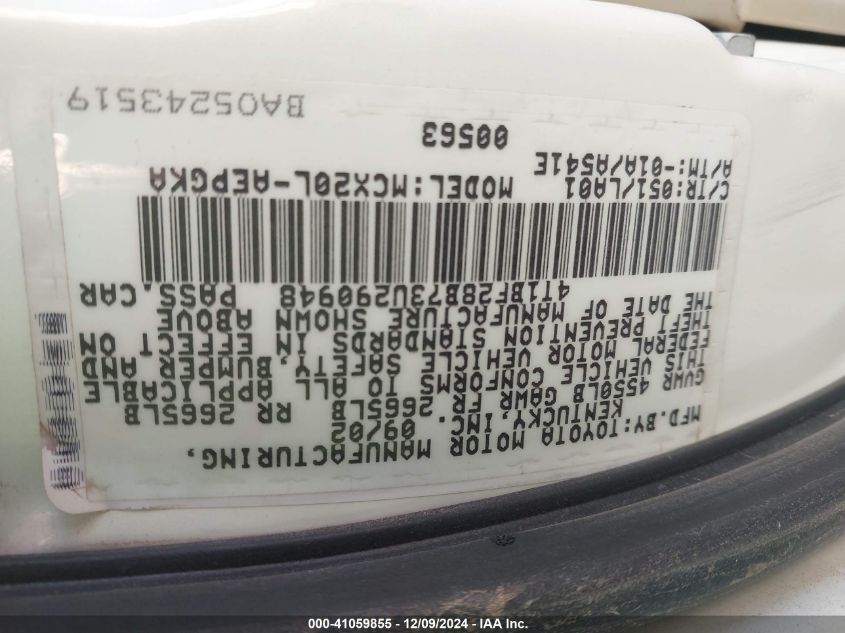 MFD.BY:TOYOTA MOTOR MANUFACTURING,
KENTUCKY,INC. 09/02
GVWR 4550LB GAWR FR 2665LB RR 2665LB
THIS VEHICLE CONFORMS TO ALL APPLICABLE
FEDERAL MOTOR VEHICLE SAFETY,BUMPER,AND
THEFT PREVENTION STANDARDS IN EFFECT ON
THE DATE OF MANUFACTURE SHOWN ABOVE.
4T1BF28B73U290948 PASS. CAR
C/TR:051/LA01 MODEL:MCX20L-AEPGKA
A/TM:-01A/A541E
00563
BA05243519
000-41059855 - 12/09/2024 - IAA Inc.